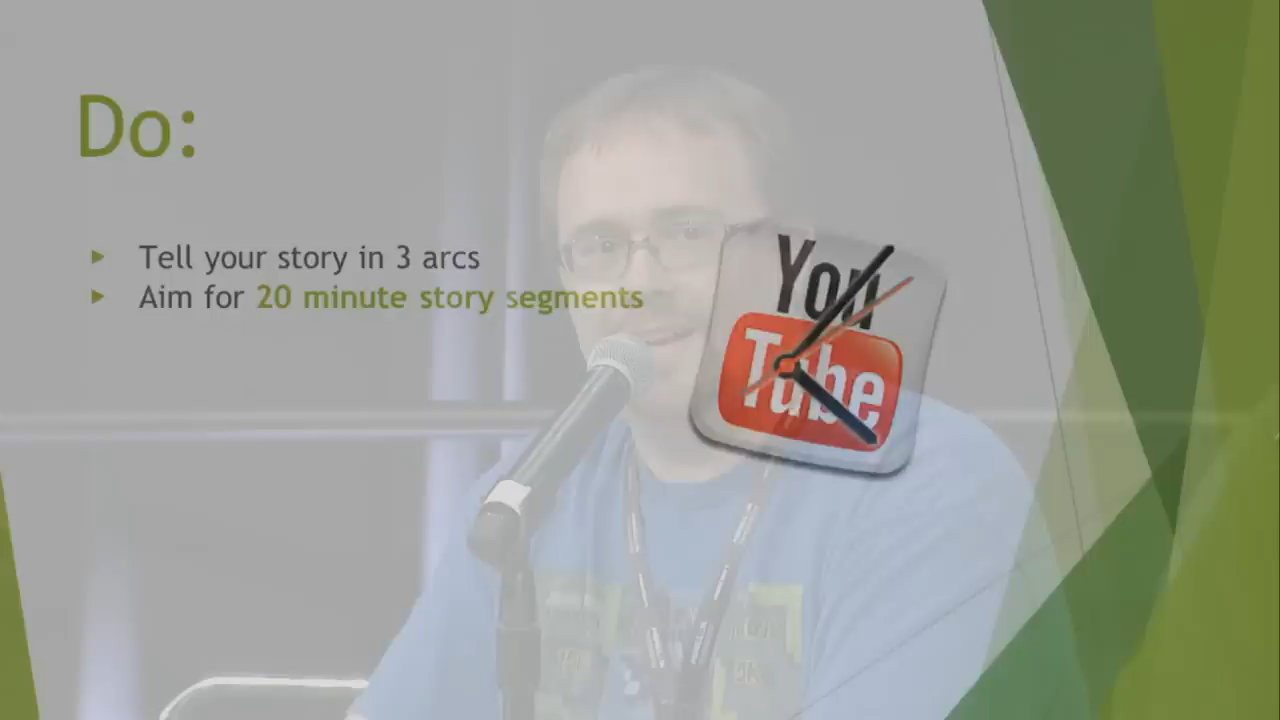 Do:
Tell your story in 3 arcs
Aim for 20 minute story segments
You
Tube